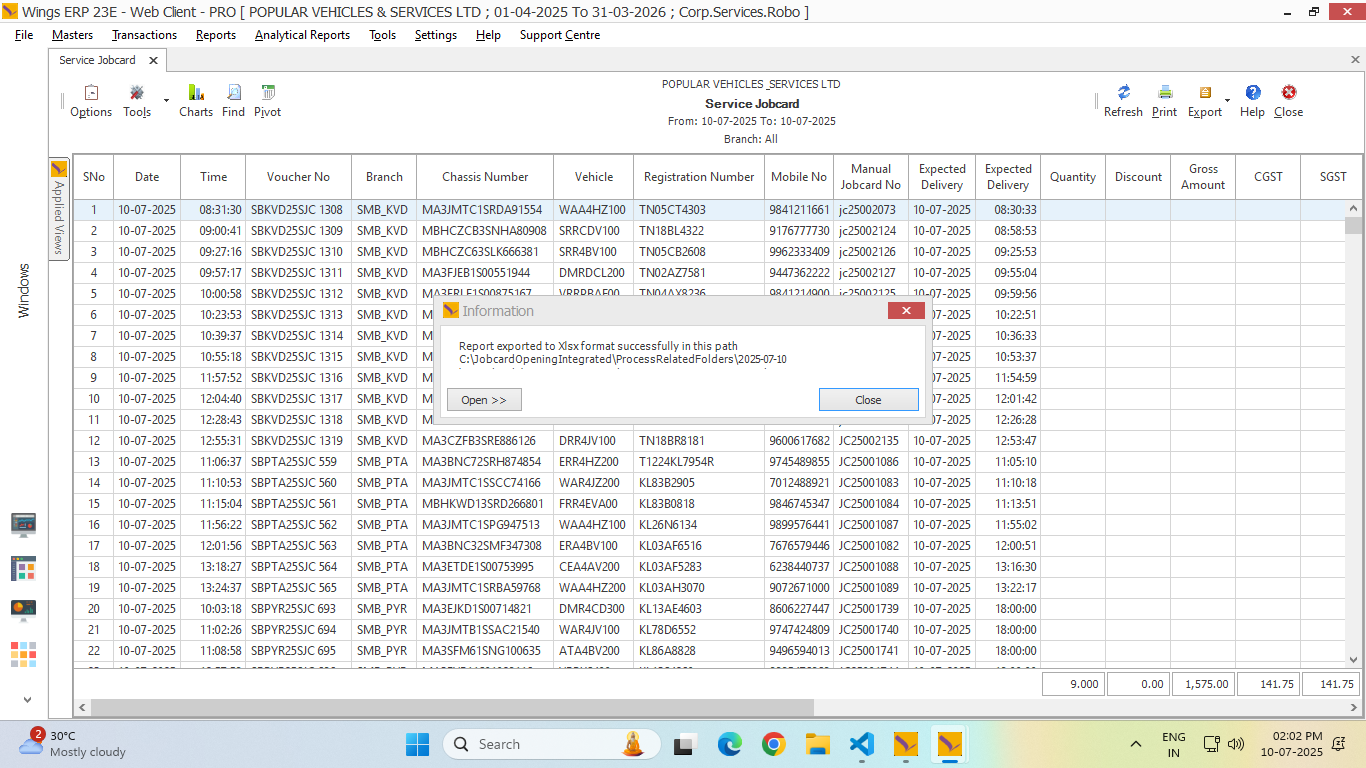 Wings ERP 23E - Web Client - PRO [ POPULAR VEHICLES & SERVICES LTD ; 01-04-2025 To 31-03-2026 ; Corp.Services.Robo ]
File Masters Transactions Reports Analytical Reports Tools Settings Help Support Centre
Service Jobcard
Options Tools Charts Find Pivot
POPULAR VEHICLES_SERVICES LTD
Service Jobcard
From: 10-07-2025 To: 10-07-2025
Branch: All
Refresh Print Export Help Close
Applied Views
Windows
SNo Date Time Voucher No Branch Chassis Number Vehicle Registration Number Mobile No Manual Jobcard No Expected Delivery Expected Delivery Quantity Discount Gross Amount CGST SGST
1 10-07-2025 08:31:30 SBKVD25SJC 1308 SMB_KVD MA3JMTC1SRDA91554 WAA4HZ100 TN05CT4303 9841211661 jc25002073 10-07-2025 08:30:33
2 10-07-2025 09:00:41 SBKVD25SJC 1309 SMB_KVD MBHCZCB3SNHA80908 SRRCDV100 TN18BL4322 9176777730 jc25002124 10-07-2025 08:58:53
3 10-07-2025 09:27:16 SBKVD25SJC 1310 SMB_KVD MBHCZC63SLK666381 SRR4BV100 TN05CB2608 9962333409 jc25002126 10-07-2025 09:25:53
4 10-07-2025 09:57:17 SBKVD25SJC 1311 SMB_KVD MA3FJEB1S00551944 DMRDCL200 TN02AZ7581 9447362222 jc25002127 10-07-2025 09:55:04
5 10-07-2025 10:00:58 SBKVD25SJC 1312 SMB_KVD MA3ERLF1S00875167 VRRPBAE00 TN04AX8236 9841214900 jc25002125 10-07-2025 09:59:56
6 10-07-2025 10:23:53 SBKVD25SJC 1313 SMB_KVD 10:22:51
7 10-07-2025 10:39:37 SBKVD25SJC 1314 SMB_KVD 10:36:33
8 10-07-2025 10:55:18 SBKVD25SJC 1315 SMB_KVD 10:53:37
9 10-07-2025 11:57:52 SBKVD25SJC 1316 SMB_KVD 11:54:59
10 10-07-2025 12:04:40 SBKVD25SJC 1317 SMB_KVD 12:01:42
11 10-07-2025 12:28:43 SBKVD25SJC 1318 SMB_KVD 12:26:28
12 10-07-2025 12:55:31 SBKVD25SJC 1319 SMB_KVD MA3CZFB3SRE886126 DRR4JV100 TN18BR8181 9600617682 JC25002135 10-07-2025 12:53:47
13 10-07-2025 11:06:37 SBPTA25SJC 559 SMB_PTA MA3BNC72SRH874854 ERR4HZ200 T1224KL7954R 9745489855 JC25001086 10-07-2025 11:05:10
14 10-07-2025 11:10:53 SBPTA25SJC 560 SMB_PTA MA3JMTC1SSCC74166 WAR4JZ200 KL83B2905 7012488921 JC25001083 10-07-2025 11:10:18
15 10-07-2025 11:15:04 SBPTA25SJC 561 SMB_PTA MBHKWD13SRD266801 FRR4EVA00 KL83B0818 9846745347 JC25001084 10-07-2025 11:13:51
16 10-07-2025 11:56:22 SBPTA25SJC 562 SMB_PTA MA3JMTC1SPG947513 WAA4HZ100 KL26N6134 9899576441 JC25001087 10-07-2025 11:55:02
17 10-07-2025 12:01:56 SBPTA25SJC 563 SMB_PTA MA3BNC32SMF347308 ERA4BV100 KL03AF6516 7676579446 JC25001082 10-07-2025 12:00:51
18 10-07-2025 13:18:27 SBPTA25SJC 564 SMB_PTA MA3ETDE1S00753995 CEA4AV200 KL03AF5283 6238440737 JC25001088 10-07-2025 13:16:30
19 10-07-2025 13:24:37 SBPTA25SJC 565 SMB_PTA MA3JMTC1SRBA59768 WAA4HZ200 KL03AH3070 9072671000 JC25001089 10-07-2025 13:22:17
20 10-07-2025 10:03:18 SBPYR25SJC 693 SMB_PYR MA3EJKD1S00714821 DMR4CD300 KL13AE4603 8606227447 JC25001739 10-07-2025 18:00:00
21 10-07-2025 11:02:26 SBPYR25SJC 694 SMB_PYR MA3JMTB1SSAC21540 WAR4JV100 KL78D6552 9747424809 JC25001740 10-07-2025 18:00:00
22 10-07-2025 11:08:58 SBPYR25SJC 695 SMB_PYR MA3SFM61SNG100635 ATA4BV200 KL86A8828 9496594013 JC25001741 10-07-2025 18:00:00
Information
Report exported to Xlsx format successfully in this path
C:\JobcardOpeningIntegrated\ProcessRelatedFolders\2025-07-10
Open >> Close
9.000 0.00 1,575.00 141.75 141.75
2
30°C
Mostly cloudy
Search
ENG
IN
02:02 PM
10-07-2025